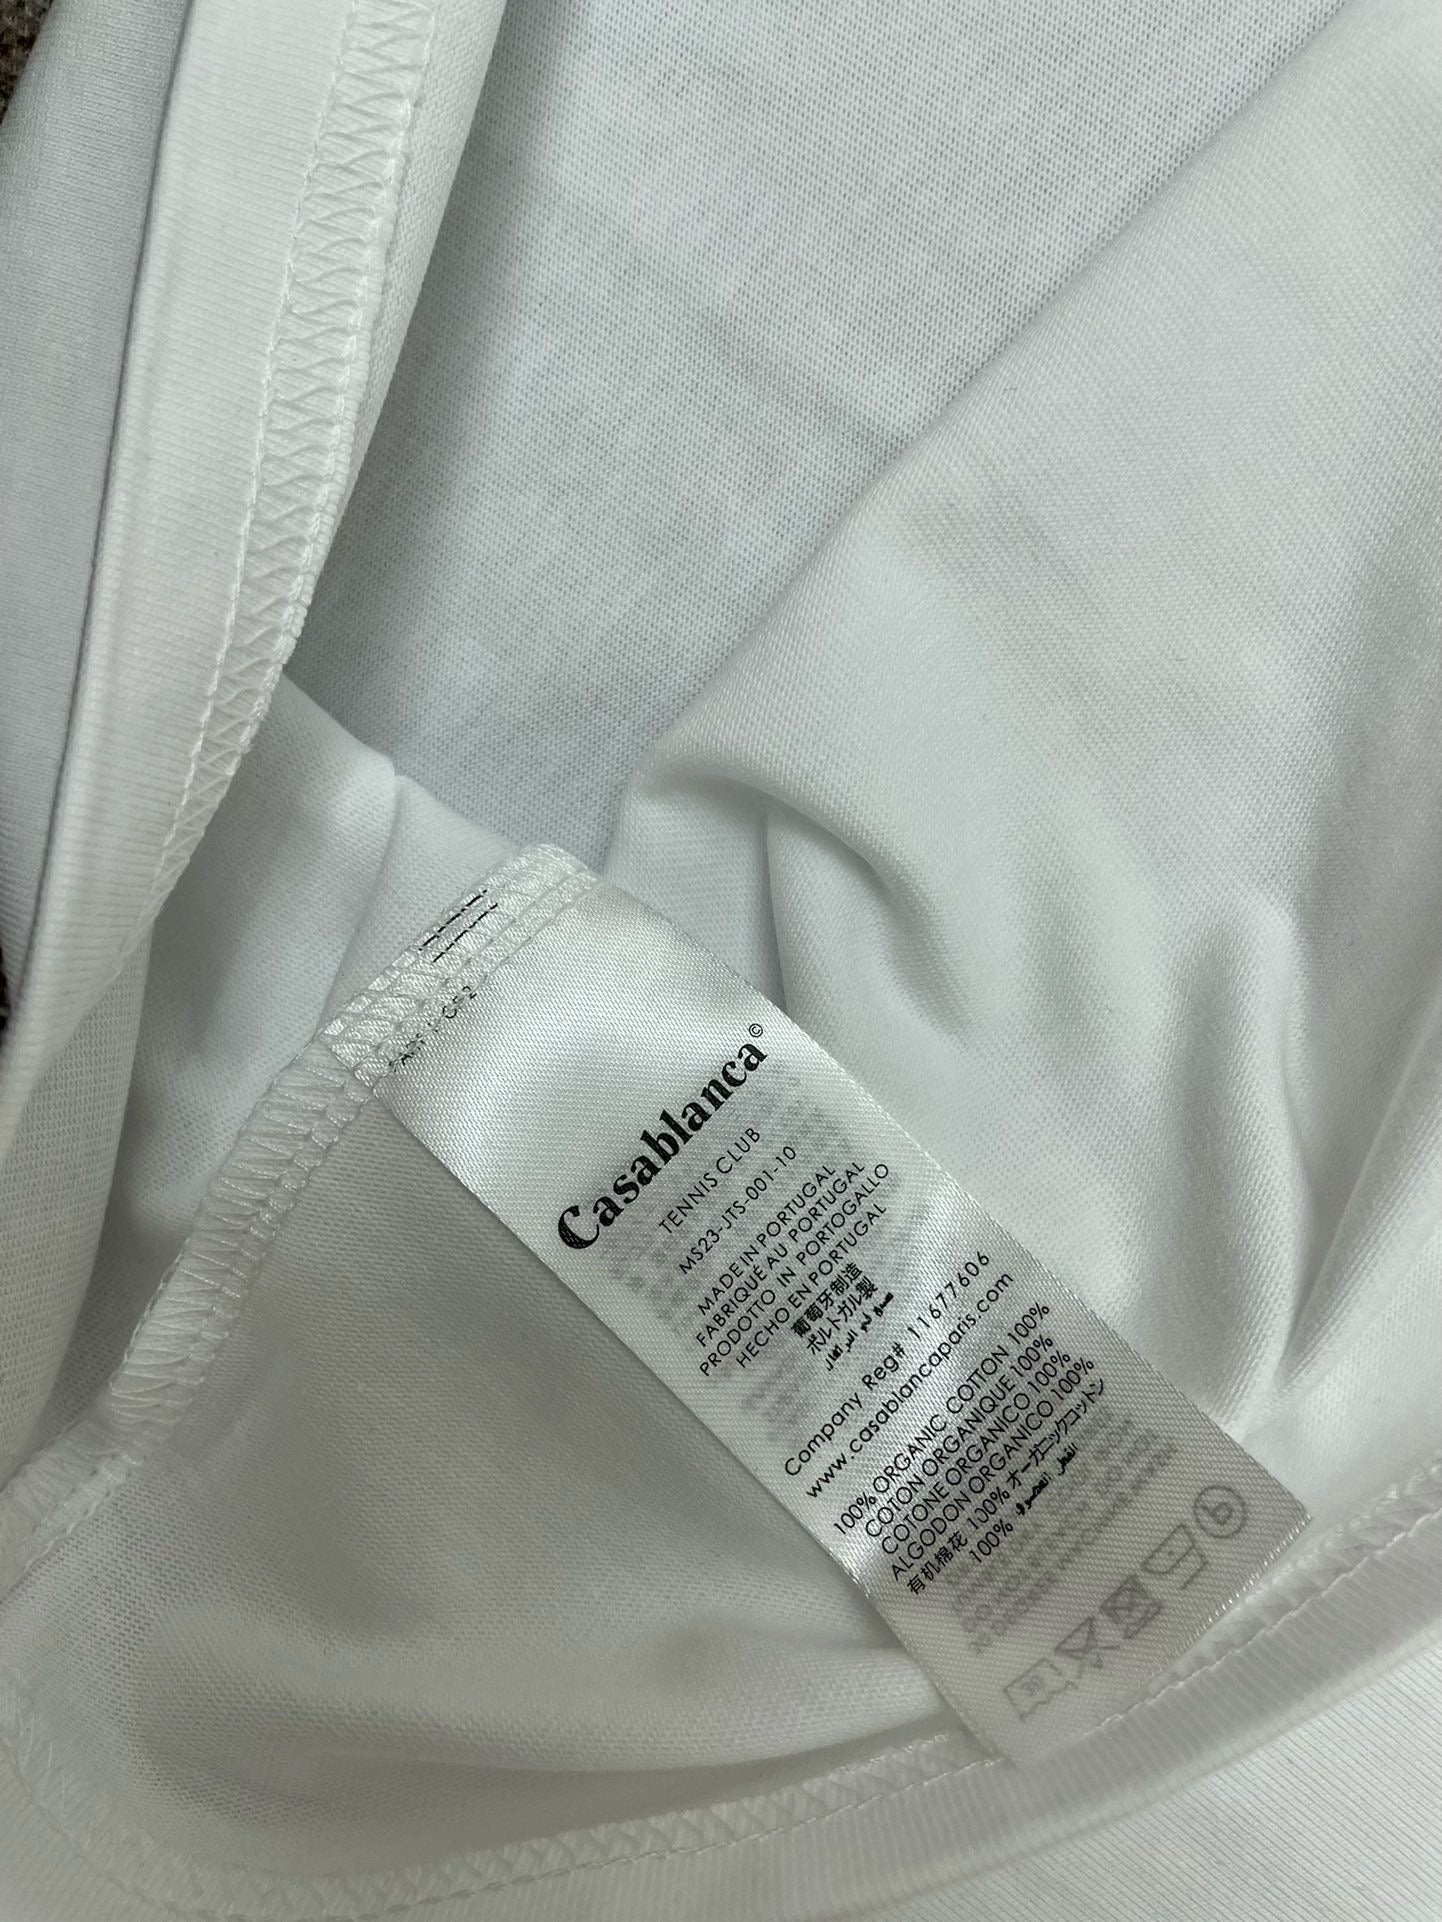 Casablanca©
TENNIS CLUB
MS23-JTS-001-10
MADE IN PORTUGAL
FABRIQUÉ AU PORTUGAL
PRODOTTO IN PORTOGALLO
HECHO EN PORTUGAL
葡萄牙制造
ポルトガル製
Company Reg# 11677606
www.casablancaparis.com
100% ORGANIC COTTON 100%
COTON ORGANIQUE 100%
COTONE ORGANICO 100%
ALGODON ORGANICO 100%
有机棉花 100% オーガニックコットン
100% القطن العضوي